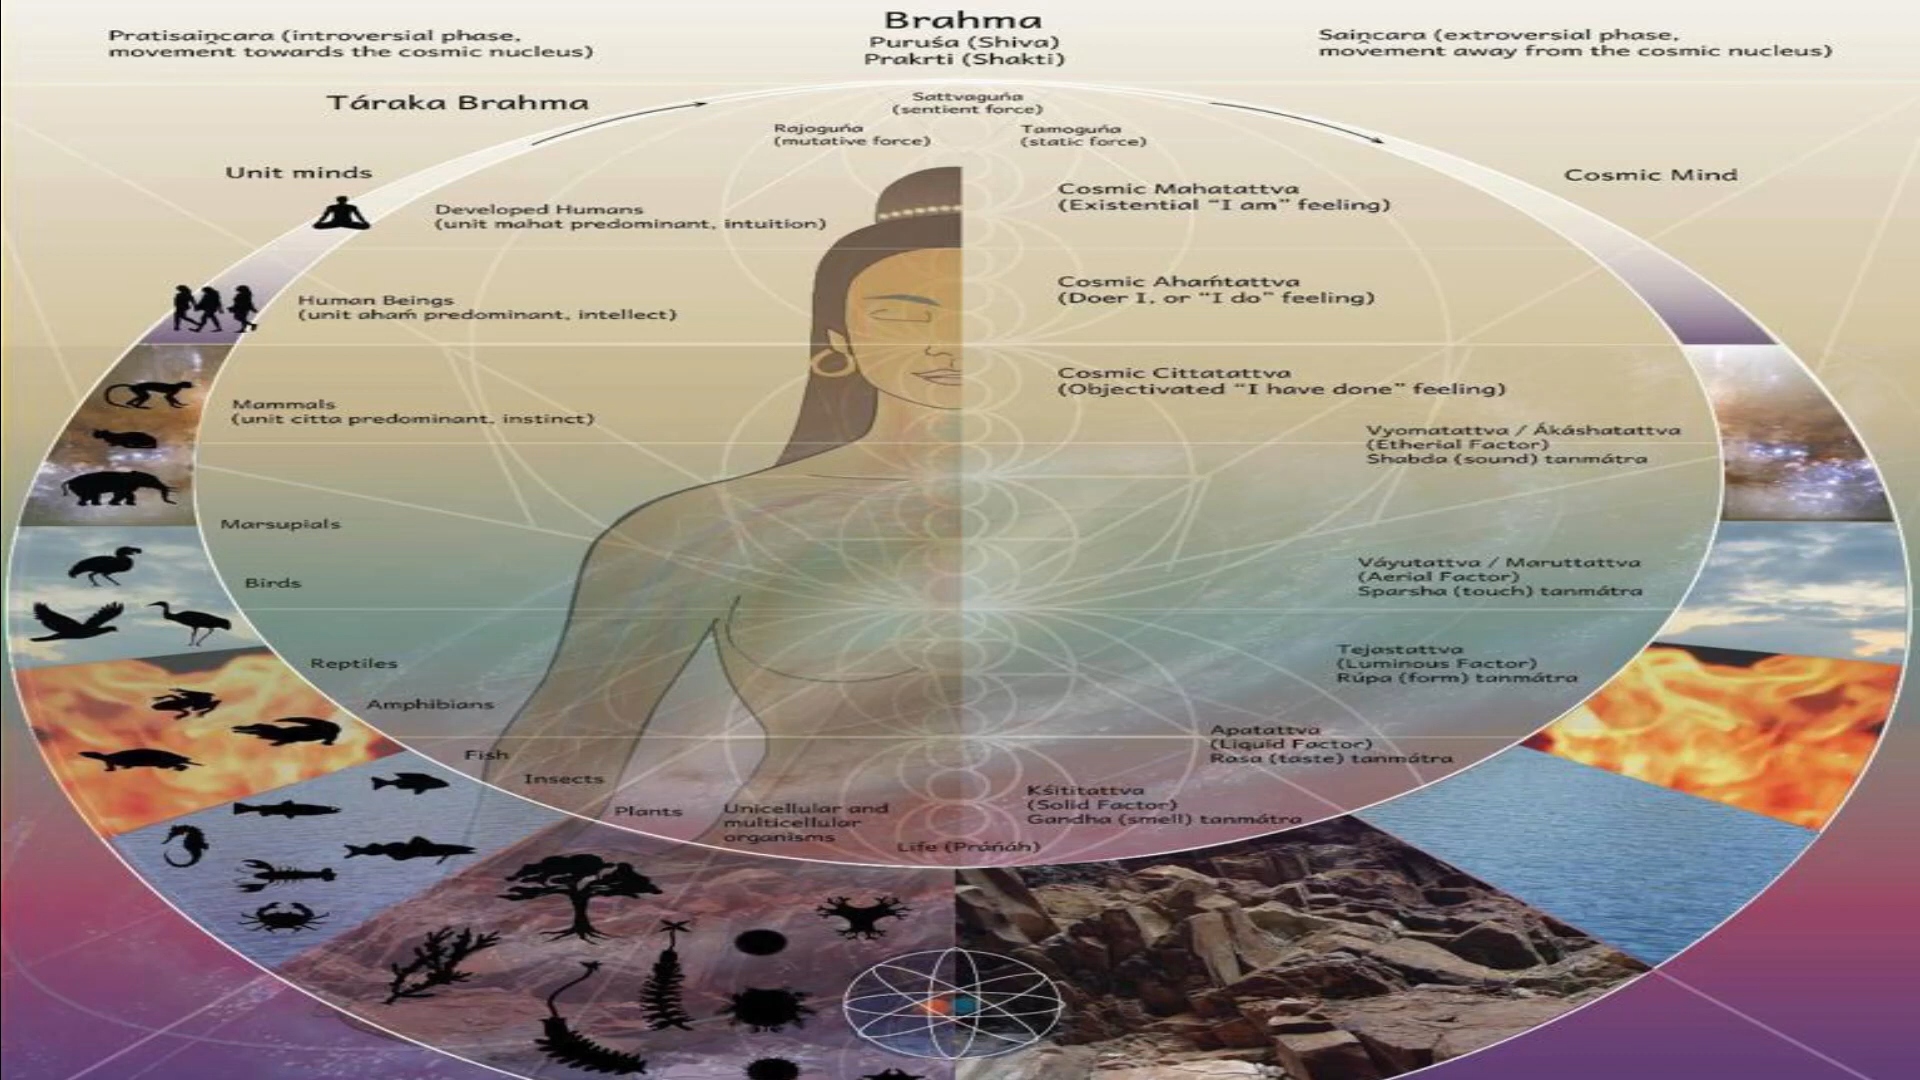 Brahma
Puruśa (Shiva)
Prakrti (Shakti)
Pratisaiņcara (introversial phase,
movement towards the cosmic nucleus)
Saiņcara (extroversial phase,
movement away from the cosmic nucleus)
Táraka Brahma
Sattvaguńa
(sentient force)
Rajoguńa
(mutative force)
Tamoguńa
(static force)
Unit minds
Cosmic Mind
Developed Humans
(unit mahat predominant, intuition)
Cosmic Mahatattva
(Existential “I am” feeling)
Human Beings
(unit ahaḿ predominant, intellect)
Cosmic Ahaḿtattva
(Doer I, or “I do” feeling)
Mammals
(unit citta predominant, instinct)
Cosmic Cittatattva
(Objectivated “I have done” feeling)
Vyomatattva / Ákáshatattva
(Etherial Factor)
Shabda (sound) tanmátra
Marsupials
Birds
Váyutattva / Maruttattva
(Aerial Factor)
Sparsha (touch) tanmátra
Reptiles
Tejastattva
(Luminous Factor)
Rúpa (form) tanmátra
Amphibians
Fish
Apatattva
(Liquid Factor)
Rasa (taste) tanmátra
Insects
Plants
Unicellular and
multicellular
organisms
Kśititattva
(Solid Factor)
Gandha (smell) tanmátra
Life (Práńáh)